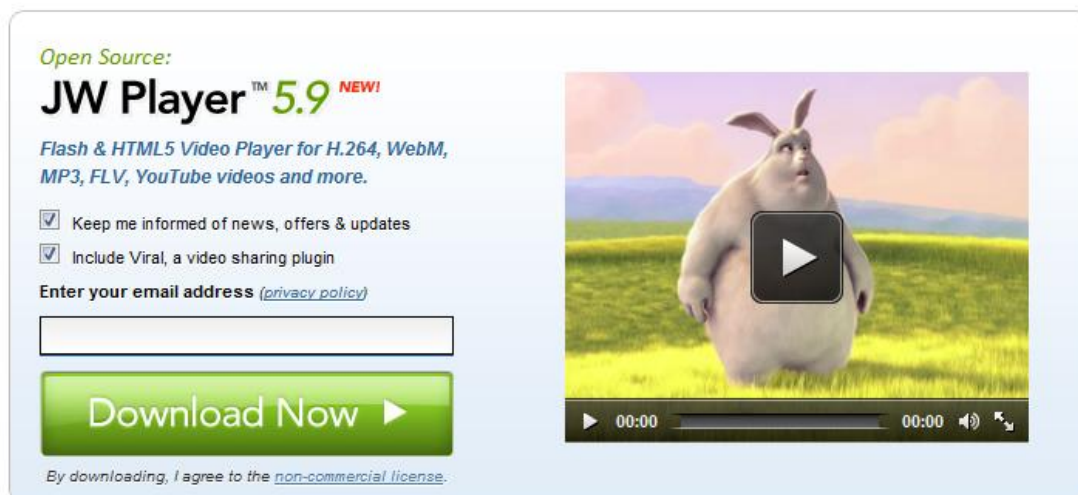 Open Source:
JW Player™ 5.9 NEW!
Flash & HTML5 Video Player for H.264, WebM,
MP3, FLV, YouTube videos and more.
Keep me informed of news, offers & updates
Include Viral, a video sharing plugin
Enter your email address (privacy policy)
Download Now
By downloading, I agree to the non-commercial license.
00:00 00:00